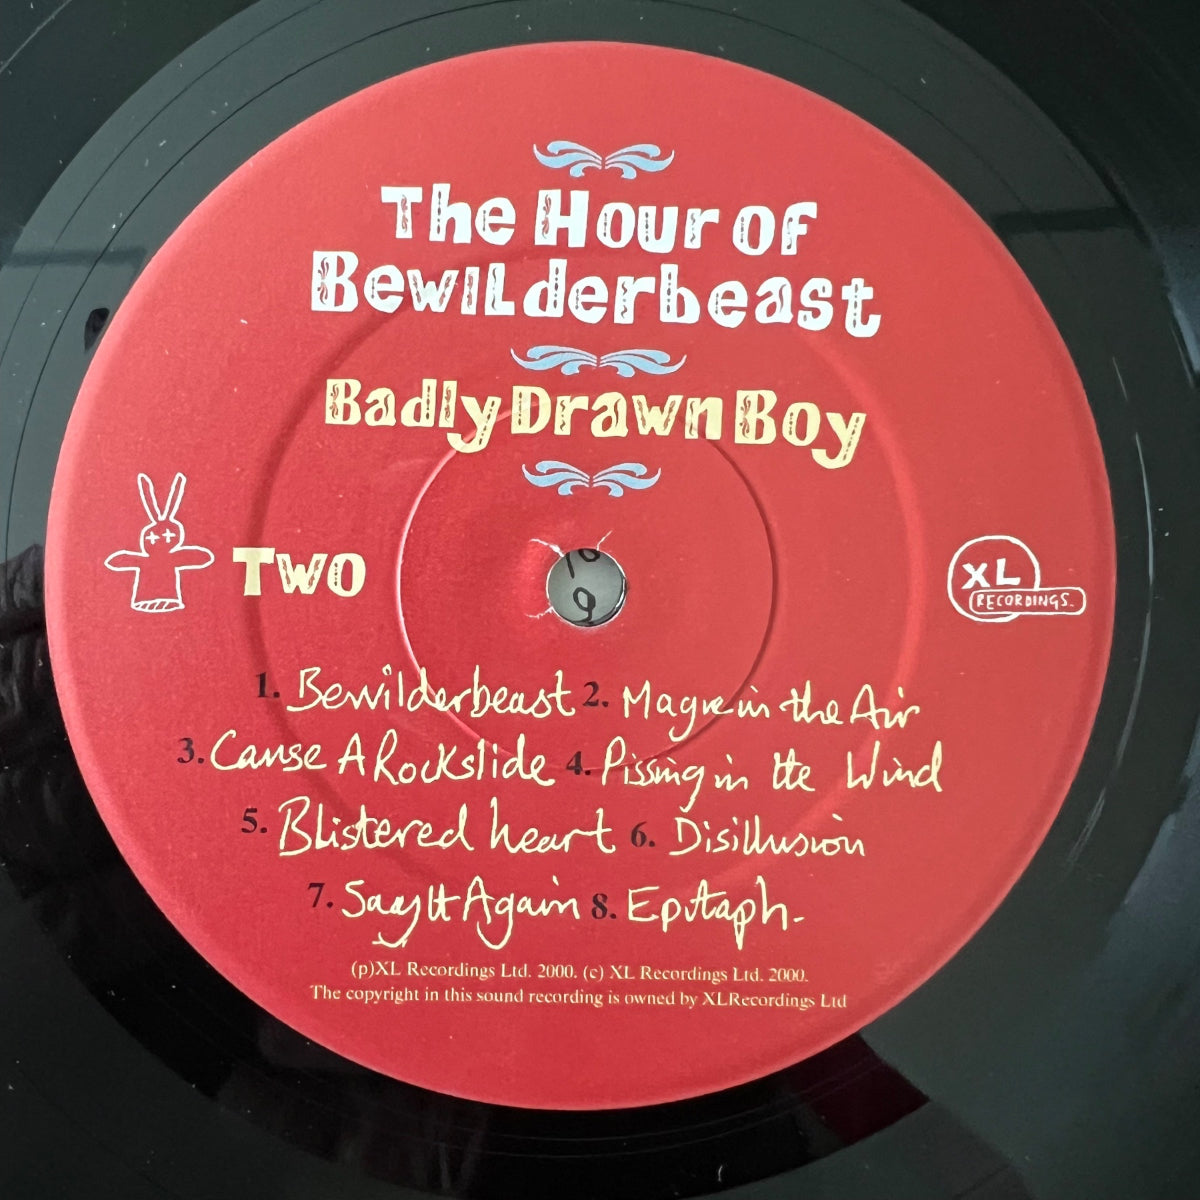 The Hour of
Bewilderbeast
Badly Drawn Boy
Two
XL
RECORDINGS.
10
9
1. Bewilderbeast 2. Magic in the Air
3. Cause A Rockslide 4. Pissing in the Wind
5. Blistered heart 6. Disillusion
7. Say It Again 8. Epitaph.
(p)XL Recordings Ltd. 2000. (c) XL Recordings Ltd. 2000.
The copyright in this sound recording is owned by XLRecordings Ltd